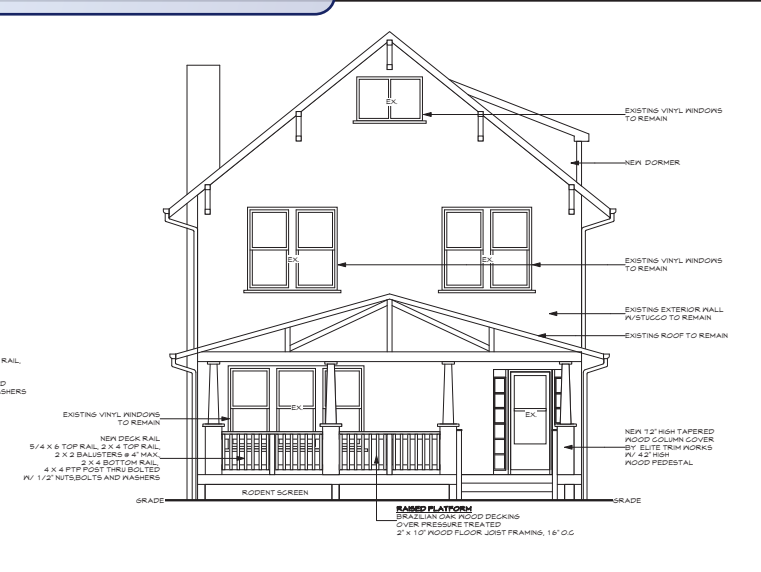 EX.
EXISTING VINYL WINDOWS
TO REMAIN
NEW DORMER
EX.
EX.
EXISTING VINYL WINDOWS
TO REMAIN
EXISTING EXTERIOR WALL
W/STUCCO TO REMAIN
EXISTING ROOF TO REMAIN
RAIL,
D
SHERS
EXISTING VINYL WINDOWS
TO REMAIN
EX.
EX.
NEW DECK RAIL
5/4 X 6 TOP RAIL, 2 X 4 TOP RAIL,
2 X 2 BALUSTERS @ 4" MAX,
2 X 4 BOTTOM RAIL,
4 X 4 PTP POST THRU BOLTED
W/ 1/2" NUTS,BOLTS AND WASHERS
NEW 72" HIGH TAPERED
WOOD COLUMN COVER
BY ELITE TRIM WORKS
W/ 42" HIGH
WOOD PEDESTAL
GRADE
RODENT SCREEN
GRADE
RAISED PLATFORM
BRAZILIAN OAK WOOD DECKING
OVER PRESSURE TREATED
2" x 10" WOOD FLOOR JOIST FRAMING, 16" O.C